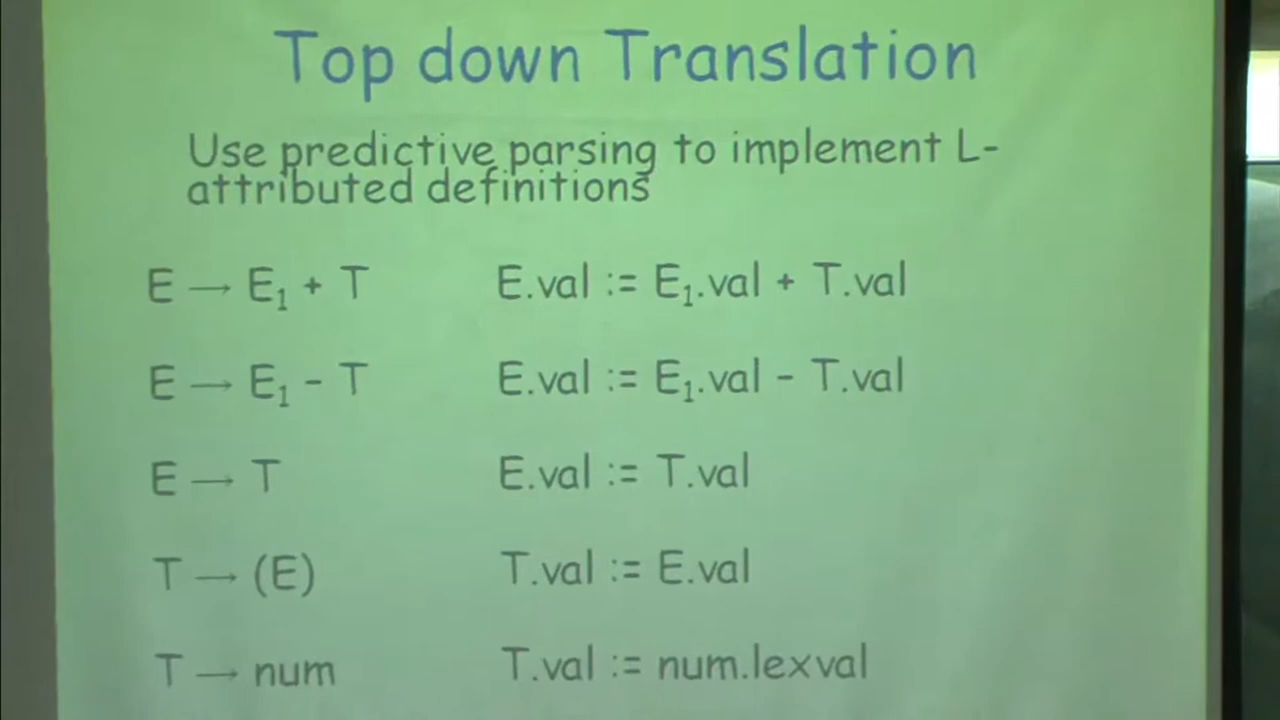 Top down Translation
Use predictive parsing to implement L-
attributed definitions
E → E₁ + T E.val := E₁.val + T.val
E → E₁ - T E.val := E₁.val - T.val
E → T E.val := T.val
T → (E) T.val := E.val
T → num T.val := num.lexval